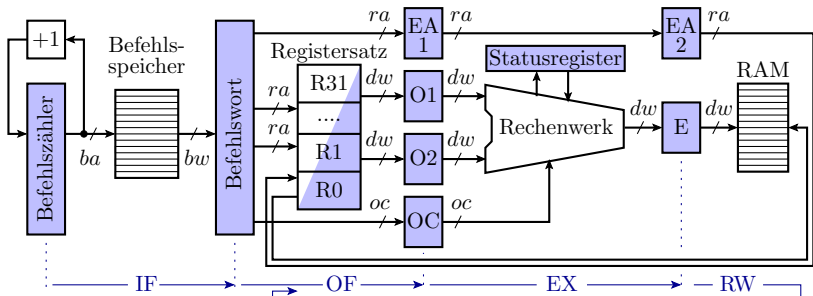 +1
Befehlszähler
ba
Befehls-
speicher
bw
Befehlswort
ra
EA
1
ra
EA
2
ra
Registersatz
R31
....
R1
R0
ra
ra
dw
dw
O1
O2
dw
dw
Statusregister
Rechenwerk
dw
E
dw
RAM
oc
OC
oc
IF
OF
EX
RW